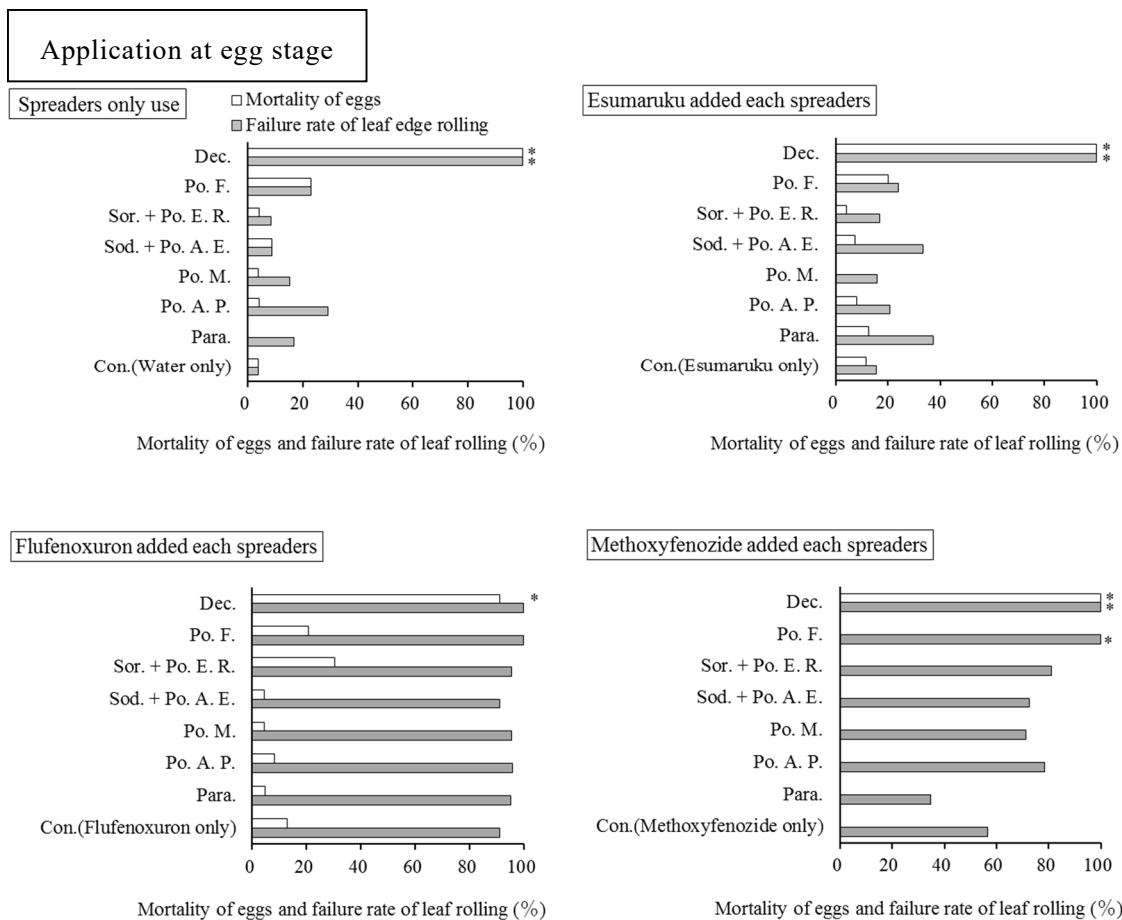 Application at egg stage
Spreaders only use
Mortality of eggs
Failure rate of leaf edge rolling
Dec.
*
*
Po. F.
Sor. + Po. E. R.
Sod. + Po. A. E.
Po. M.
Po. A. P.
Para.
Con.(Water only)
0 20 40 60 80 100
Mortality of eggs and failure rate of leaf rolling (%)
Esumaruku added each spreaders
Dec.
*
*
Po. F.
Sor. + Po. E. R.
Sod. + Po. A. E.
Po. M.
Po. A. P.
Para.
Con.(Esumaruku only)
0 20 40 60 80 100
Mortality of eggs and failure rate of leaf rolling (%)
Flufenoxuron added each spreaders
Dec.
*
Po. F.
Sor. + Po. E. R.
Sod. + Po. A. E.
Po. M.
Po. A. P.
Para.
Con.(Flufenoxuron only)
0 20 40 60 80 100
Mortality of eggs and failure rate of leaf rolling (%)
Methoxyfenozide added each spreaders
Dec.
*
*
Po. F.
*
Sor. + Po. E. R.
Sod. + Po. A. E.
Po. M.
Po. A. P.
Para.
Con.(Methoxyfenozide only)
0 20 40 60 80 100
Mortality of eggs and failure rate of leaf rolling (%)